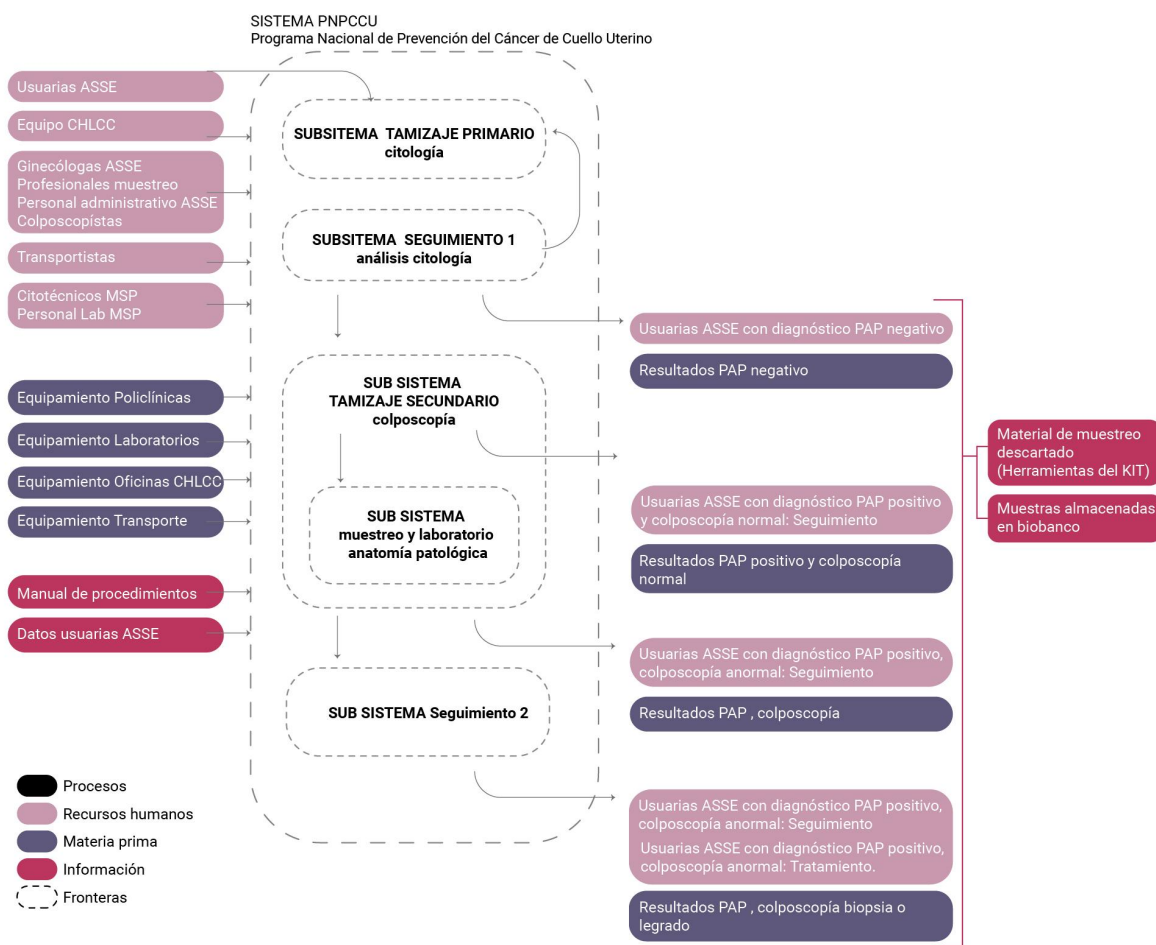 SISTEMA PNPCCU
Programa Nacional de Prevención del Cáncer de Cuello Uterino
Usuarias ASSE
Equipo CHLCC
Ginecólogas ASSE
Profesionales muestreo
Personal administrativo ASSE
Colposcopístas
Transportistas
Citotécnicos MSP
Personal Lab MSP
Equipamiento Policlínicas
Equipamiento Laboratorios
Equipamiento Oficinas CHLCC
Equipamiento Transporte
Manual de procedimientos
Datos usuarias ASSE
SUBSITEMA TAMIZAJE PRIMARIO
citología
SUBSITEMA SEGUIMIENTO 1
análisis citología
SUB SISTEMA
TAMIZAJE SECUNDARIO
colposcopía
SUB SISTEMA
muestreo y laboratorio
anatomía patológica
SUB SISTEMA Seguimiento 2
Usuarias ASSE con diagnóstico PAP negativo
Resultados PAP negativo
Usuarias ASSE con diagnóstico PAP positivo
y colposcopía normal: Seguimiento
Resultados PAP positivo y colposcopía
normal
Usuarias ASSE con diagnóstico PAP positivo,
colposcopía anormal: Seguimiento
Resultados PAP , colposcopía
Usuarias ASSE con diagnóstico PAP positivo,
colposcopía anormal: Seguimiento
Usuarias ASSE con diagnóstico PAP positivo,
colposcopía anormal: Tratamiento.
Resultados PAP , colposcopía biopsia o
legrado
Material de muestreo
descartado
(Herramientas del KIT)
Muestras almacenadas
en biobanco
Procesos
Recursos humanos
Materia prima
Información
Fronteras